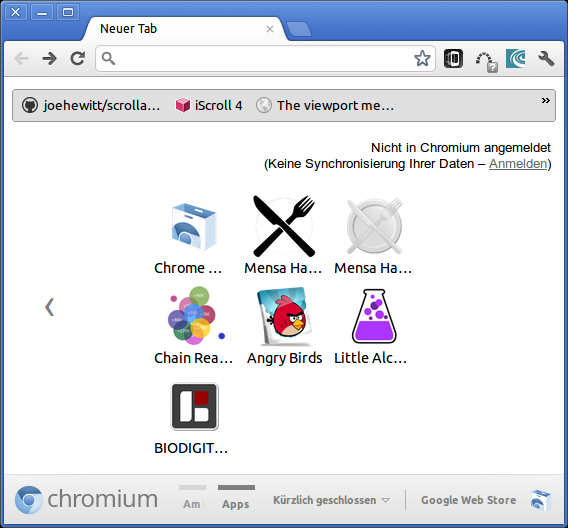 Neuer Tab
joehewitt/scrolla... iScroll 4 The viewport me... »
Nicht in Chromium angemeldet
(Keine Synchronisierung Ihrer Daten – Anmelden)
Chrome ... Mensa Ha... Mensa Ha...
Chain Rea... Angry Birds Little Alc...
BIODIGIT...
chromium Am Apps Kürzlich geschlossen Google Web Store